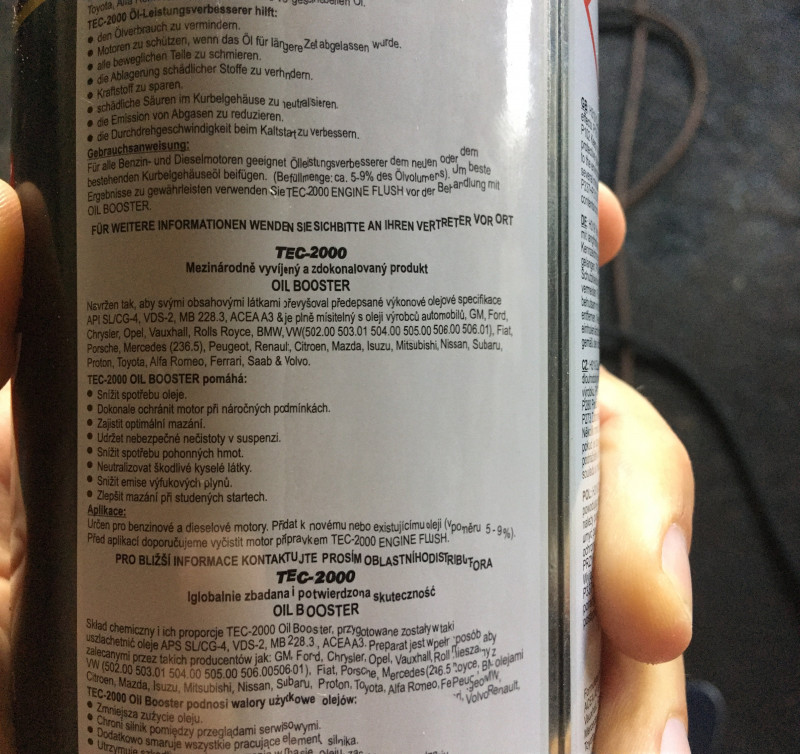 TEC-2000 Öl-Leistungsverbesserer hilft:
• den Ölverbrauch zu vermindern.
• Motoren zu schützen, wenn das Öl für längere Zeit abgelassen wurde.
• alle beweglichen Teile zu schmieren.
• die Ablagerung schädlicher Stoffe zu verhindern.
• Kraftstoff zu sparen.
• schädliche Säuren im Kurbelgehäuse zu neutralisieren.
• die Emission von Abgasen zu reduzieren.
• die Durchdrehgeschwindigkeit beim Kaltstart zu verbessern.
Gebrauchsanweisung:
Für alle Benzin- und Dieselmotoren geeignet Ölleistungsverbesserer dem neuen oder dem
bestehenden Kurbelgehäuseöl beifügen. (Befüllmenge: ca. 5-9% des Ölvolumens). Um beste
Ergebnisse zu gewährleisten verwenden Sie TEC-2000 ENGINE FLUSH vor der Behandlung mit
OIL BOOSTER.
FÜR WEITERE INFORMATIONEN WENDEN SIE SICH BITTE AN IHREN VERTRETER VOR ORT
TEC-2000
Mezinárodně vyvíjený a zdokonalovaný produkt
OIL BOOSTER
Navržen tak, aby svými obsahovými látkami převyšoval předepsané výkonové olejové specifikace
API SL/CG-4, VDS-2, MB 228.3, ACEA A3 & je plně mísitelný s oleji výrobců automobilů, GM, Ford,
Chrysler, Opel, Vauxhall, Rolls Royce, BMW, VW(502.00 503.01 504.00 505.00 506.00 506.01), Fiat,
Porsche, Mercedes (236.5), Peugeot, Renault, Citroen, Mazda, Isuzu, Mitsubishi, Nissan, Subaru,
Proton, Toyota, Alfa Romeo, Ferrari, Saab & Volvo.
TEC-2000 OIL BOOSTER pomáhá:
• Snížit spotřebu oleje.
• Dokonale ochránit motor při náročných podmínkách.
• Zajistit optimální mazání.
• Udržet nebezpečné nečistoty v suspenzi.
• Snížit spotřebu pohonných hmot.
• Neutralizovat škodlivé kyselé látky.
• Snížit emise výfukových plynů.
• Zlepšit mazání při studených startech.
Aplikace:
Určen pro benzinové a dieselové motory. Přidat k novému nebo existujícímu oleji (v poměru 5 - 9%).
Před aplikací doporučujeme vyčistit motor přípravkem TEC-2000 ENGINE FLUSH.
PRO BLIŽŠÍ INFORMACE KONTAKTUJTE PROSÍM OBLASTNÍHO DISTRIBUTORA
TEC-2000
Iglobalnie zbadana i potwierdzona skuteczność
OIL BOOSTER
Skład chemiczny i ich proporcje TEC-2000 Oil Booster, przygotowane zostały w taki sposób aby
uszlachetnić oleje APS SL/CG-4, VDS-2, MB 228.3, ACEA A3. Preparat jest w pełni
zalecanymi przez takich producentów jak: GM, Ford, Chrysler, Opel, Vauxhall, Roll
VW (502.00 503.01 504.00 505.00 506.00506-01), Fiat, Porsche, Mercedes
Citroen, Mazda, Isuzu, Mitsubishi, Nissan, Subaru, Proton, Toyota, Alfa Romeo, Volvo Renault,
TEC-2000 Oil Booster podnosi walory użytkowe olejów:
• Zmniejsza zużycie oleju.
• Chroni silnik pomiędzy przeglądami serwisowymi.
• Dodatkowo smaruje wszystkie pracujące element silnika.
• Utrzymuje
GB
DE
CZ
POL